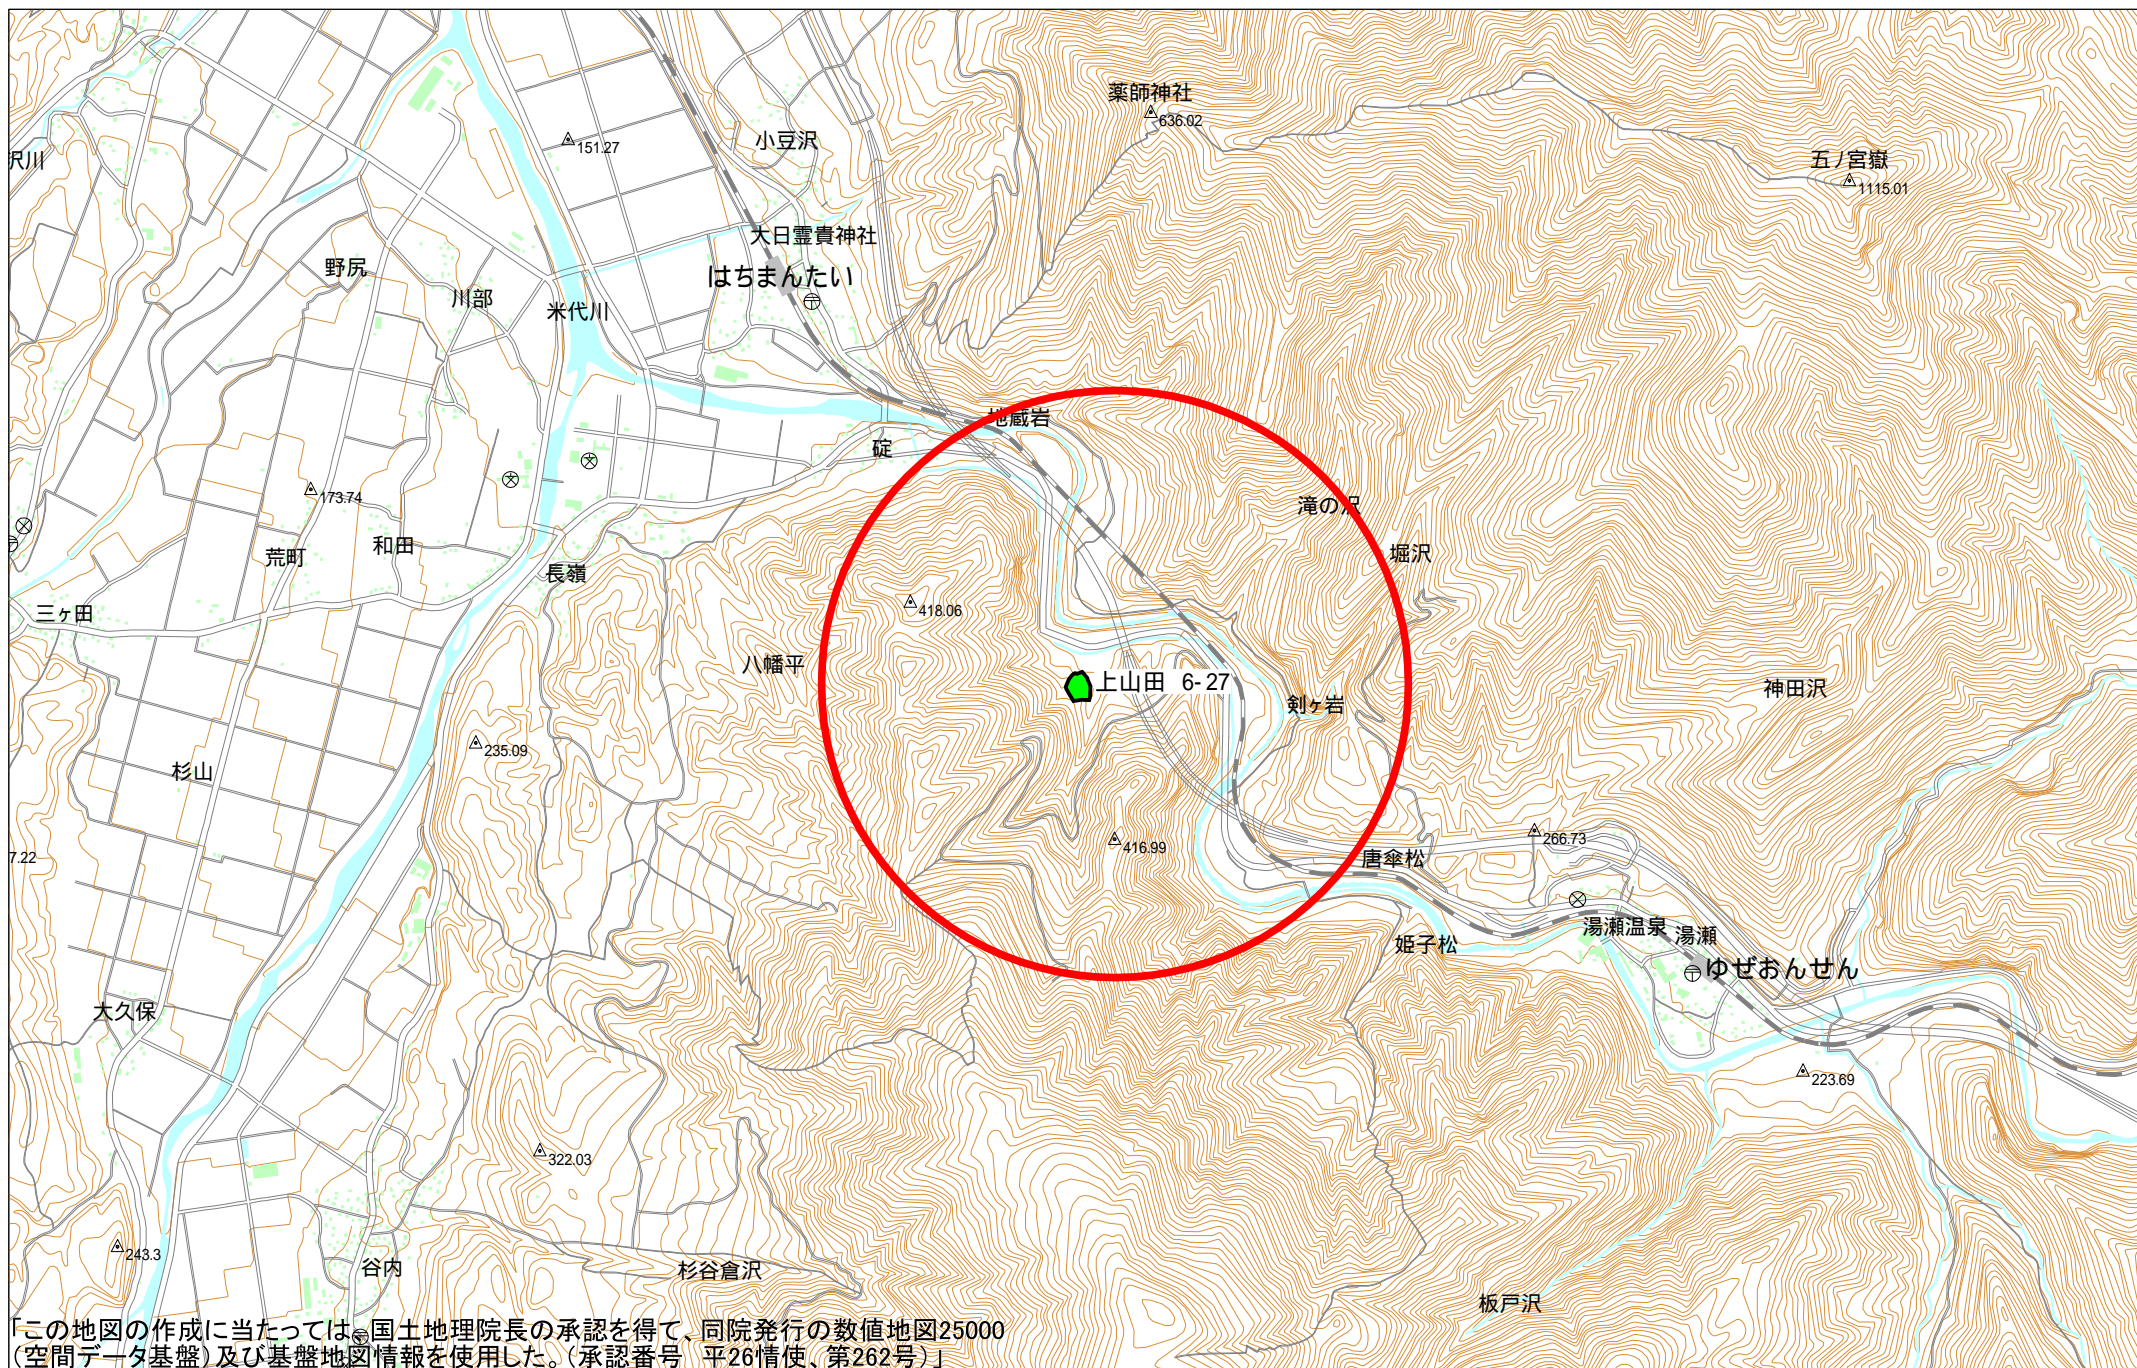 薬師神社
636.02
小豆沢
151.27
沢川
五ノ宮嶽
1115.01
大日霊貴神社
野尻
はちまんたい
川部
米代川
地蔵岩
碇
173.74
滝の沢
荒町
和田
堀沢
長嶺
三ヶ田
418.06
八幡平
上山田 6-27
神田沢
剣ヶ岩
235.09
杉山
416.99
266.73
7.22
唐傘松
湯瀬温泉
湯瀬
姫子松
ゆぜおんせん
大久保
223.69
322.03
243.3
谷内
杉谷倉沢
板戸沢
「この地図の作成に当たっては、国土地理院長の承認を得て、同院発行の数値地図25000
(空間データ基盤)及び基盤地図情報を使用した。(承認番号 平26情使、第262号)」